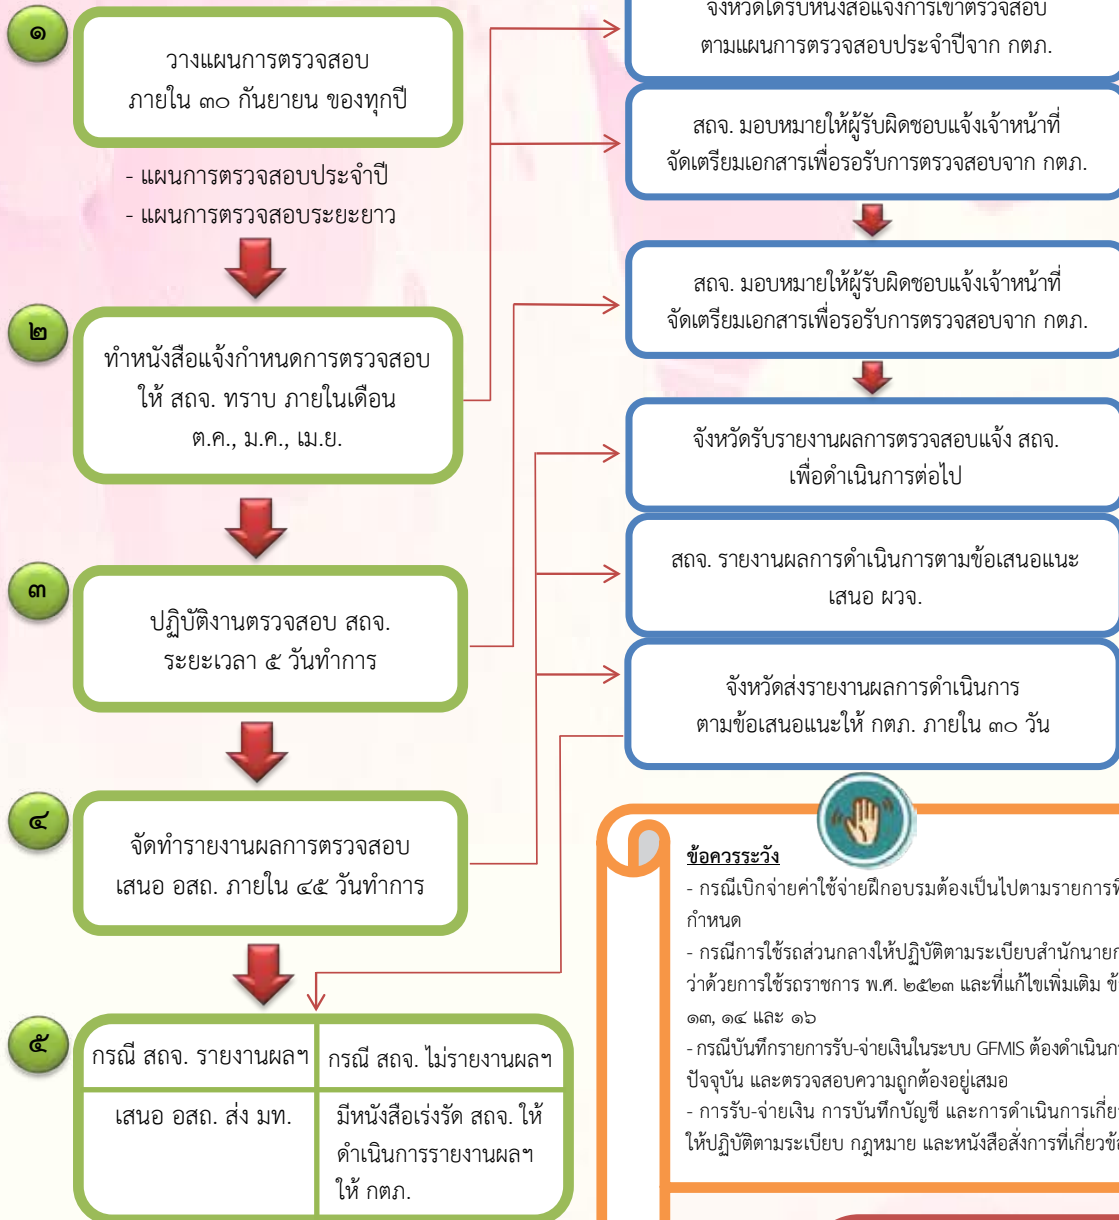 ๑
วางแผนการตรวจสอบ
ภายใน ๓๐ กันยายน ของทุกปี
- แผนการตรวจสอบประจำปี
- แผนการตรวจสอบระยะยาว
๒
ทำหนังสือแจ้งกำหนดการตรวจสอบ
ให้ สถจ. ทราบ ภายในเดือน
ต.ค., ม.ค., เม.ย.
๓
ปฏิบัติงานตรวจสอบ สถจ.
ระยะเวลา ๕ วันทำการ
๔
จัดทำรายงานผลการตรวจสอบ
เสนอ อสถ. ภายใน ๔๕ วันทำการ
๕
กรณี สถจ. รายงานผลฯ
เสนอ อสถ. ส่ง มท.
กรณี สถจ. ไม่รายงานผลฯ
มีหนังสือเร่งรัด สถจ. ให้
ดำเนินการรายงานผลฯ
ให้ กตภ.
จังหวัดได้รับหนังสือแจ้งการเข้าตรวจสอบ
ตามแผนการตรวจสอบประจำปีจาก กตภ.
สถจ. มอบหมายให้ผู้รับผิดชอบแจ้งเจ้าหน้าที่
จัดเตรียมเอกสารเพื่อรอรับการตรวจสอบจาก กตภ.
สถจ. มอบหมายให้ผู้รับผิดชอบแจ้งเจ้าหน้าที่
จัดเตรียมเอกสารเพื่อรอรับการตรวจสอบจาก กตภ.
จังหวัดรับรายงานผลการตรวจสอบแจ้ง สถจ.
เพื่อดำเนินการต่อไป
สถจ. รายงานผลการดำเนินการตามข้อเสนอแนะ
เสนอ ผวจ.
จังหวัดส่งรายงานผลการดำเนินการ
ตามข้อเสนอแนะให้ กตภ. ภายใน ๓๐ วัน
ข้อควรระวัง
- กรณีเบิกจ่ายค่าใช้จ่ายฝึกอบรมต้องเป็นไปตามรายการ
กำหนด
- กรณีการใช้รถส่วนกลางให้ปฏิบัติตามระเบียบสำนักนายก
ว่าด้วยการใช้รถราชการ พ.ศ. ๒๕๒๓ และที่แก้ไขเพิ่มเติม
๑๓, ๑๔ และ ๑๖
- กรณีบันทึกรายการรับ-จ่ายเงินในระบบ GFMIS ต้อง
ปัจจุบัน และตรวจสอบความถูกต้องอยู่เสมอ
- การรับ-จ่ายเงิน การบันทึกบัญชี และการดำเนินการ
ให้ปฏิบัติตามระเบียบ กฎหมาย และหนังสือสั่งการที่